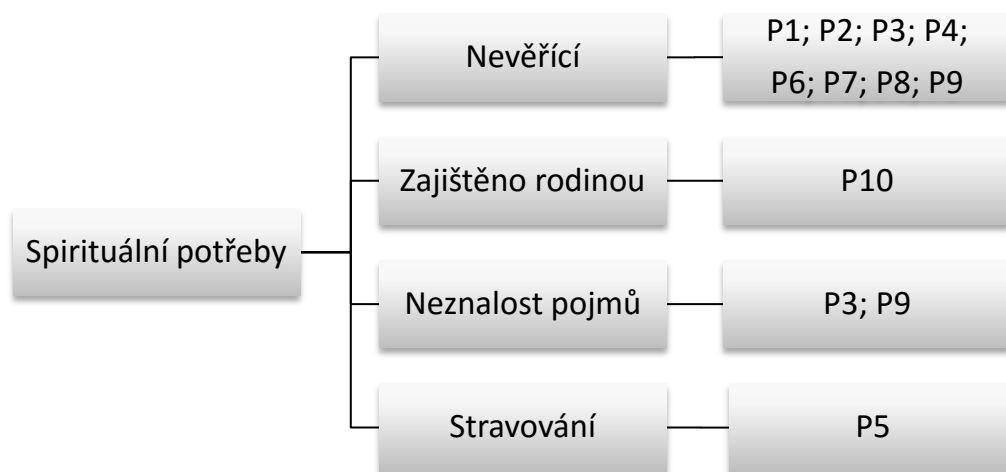 Spirituální potřeby
Nevěřící
P1; P2; P3; P4;
P6; P7; P8; P9
Zajištěno rodinou
P10
Neznalost pojmů
P3; P9
Stravování
P5